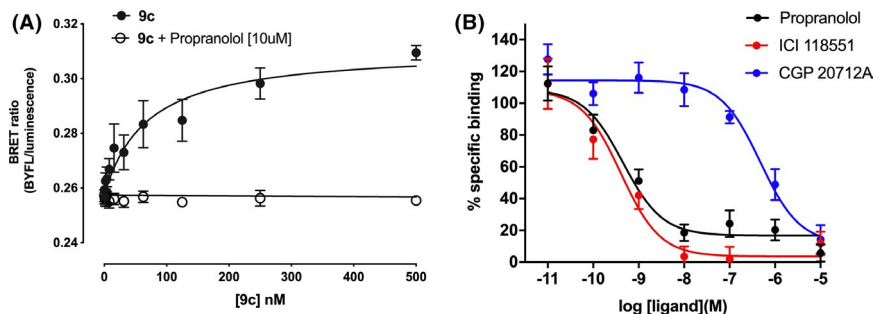 (A)
9c
9c + Propranolol [10uM]
BRET ratio
(BYFL/luminescence)
0.32
0.30
0.28
0.26
0.24
0
100
200
300
400
500
[9c] nM
(B)
Propranolol
ICI 118551
CGP 20712A
% specific binding
140
120
100
80
60
40
20
0
-11
-10
-9
-8
-7
-6
-5
log [ligand](M)